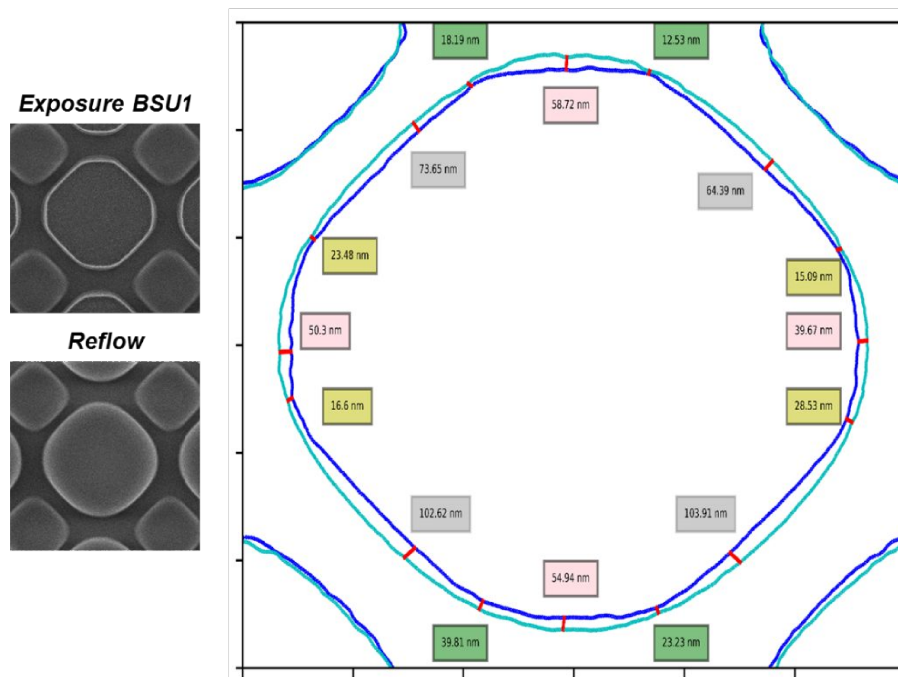 Exposure BSU1
Reflow
18.19 nm
12.53 nm
58.72 nm
73.65 nm
64.39 nm
23.48 nm
15.09 nm
50.3 nm
39.67 nm
16.6 nm
28.53 nm
102.62 nm
103.91 nm
54.94 nm
39.81 nm
23.23 nm